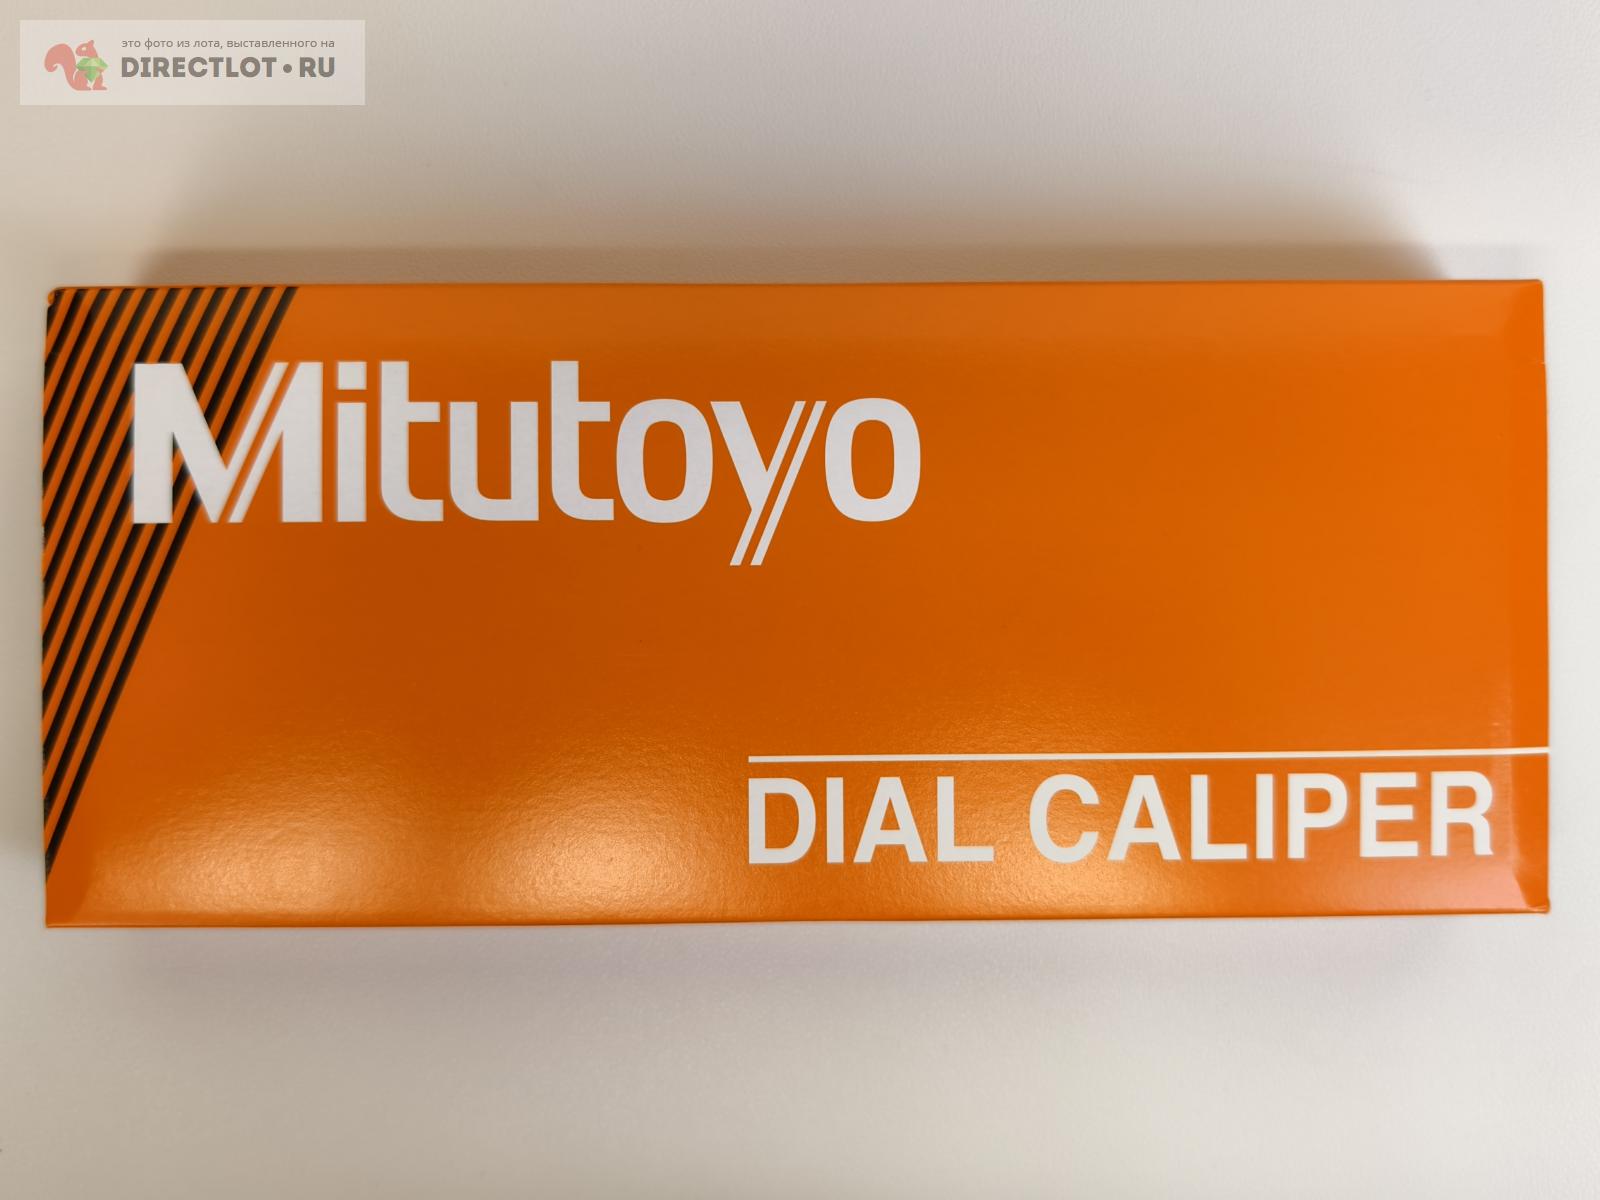 это фото из лота, выставленного на
DIRECTLOT•RU
Mitutoyo
DIAL CALIPER